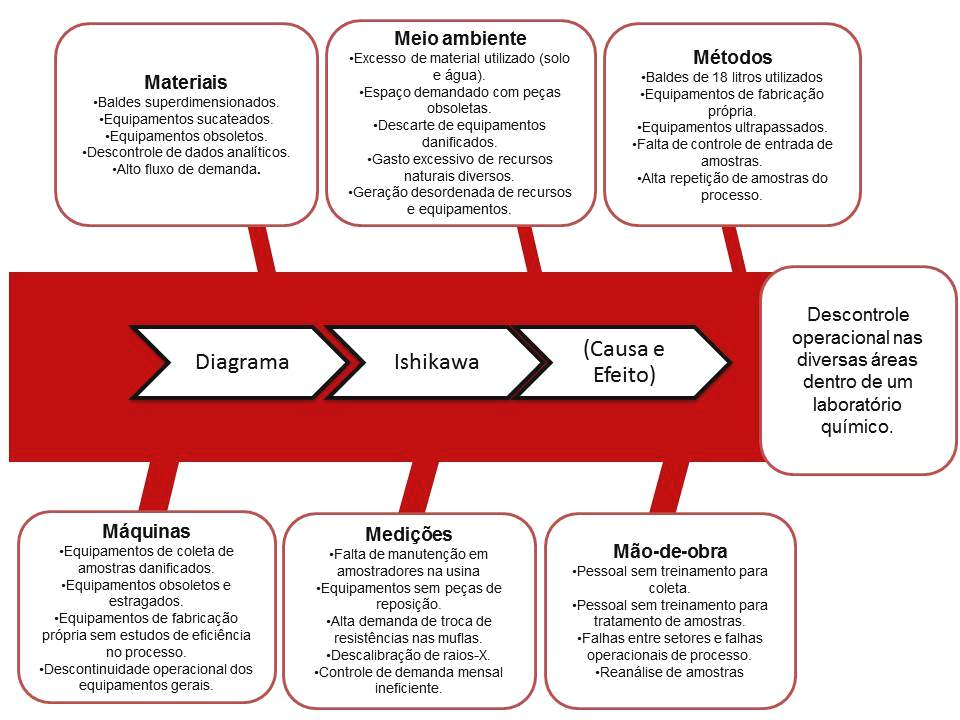 Materiais
•Baldes superdimensionados.
•Equipamentos sucateados.
•Equipamentos obsoletos.
•Descontrole de dados analíticos.
•Alto fluxo de demanda.
Meio ambiente
•Excesso de material utilizado (solo
e água).
•Espaço demandado com peças
obsoletas.
•Descarte de equipamentos
danificados.
•Gasto excessivo de recursos
naturais diversos.
•Geração desordenada de recursos
e equipamentos.
Métodos
•Baldes de 18 litros utilizados
•Equipamentos de fabricação
própria.
•Equipamentos ultrapassados.
•Falta de controle de entrada de
amostras.
•Alta repetição de amostras do
processo.
Diagrama
Ishikawa
(Causa e
Efeito)
Descontrole
operacional nas
diversas áreas
dentro de um
laboratório
químico.
Máquinas
•Equipamentos de coleta de
amostras danificados.
•Equipamentos obsoletos e
estragados.
•Equipamentos de fabricação
própria sem estudos de eficiência
no processo.
•Descontinuidade operacional dos
equipamentos gerais.
Medições
•Falta de manutenção em
amostradores na usina
•Equipamentos sem peças de
reposição.
•Alta demanda de troca de
resistências nas muflas.
•Descalibração de raios-X.
•Controle de demanda mensal
ineficiente.
Mão-de-obra
•Pessoal sem treinamento para
coleta.
•Pessoal sem treinamento para
tratamento de amostras.
•Falhas entre setores e falhas
operacionais de processo.
•Reanálise de amostras